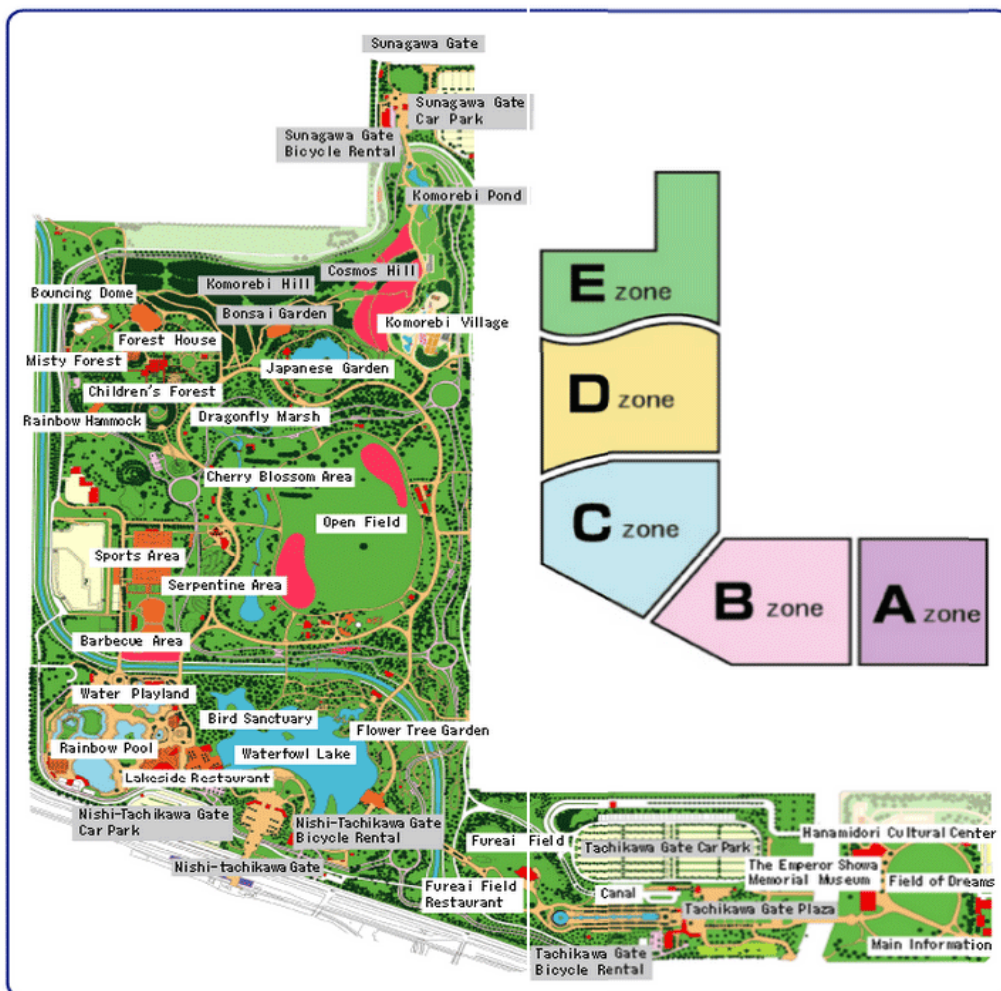 Sunagawa Gate
Sunagawa Gate
Car Park
Sunagawa Gate
Bicycle Rental
Komorebi Pond
Cosmos Hill
Komorebi Hill
Bouncing Dome
Bonsai Garden
Komorebi Village
Forest House
Misty Forest
Japanese Garden
Children's Forest
Dragonfly Marsh
Rainbow Hammock
Cherry Blossom Area
Open Field
Sports Area
Serpentine Area
Barbecue Area
Water Playland
Bird Sanctuary
Flower Tree Garden
Rainbow Pool
Waterfowl Lake
Lakeside Restaurant
Nishi-Tachikawa Gate
Car Park
Nishi-Tachikawa Gate
Bicycle Rental
Nishi-tachikawa Gate
Fureai Field
Fureai Field
Restaurant
Tachikawa Gate Car Park
Canal
Hanamidori Cultural Center
The Emperor Showa
Memorial Museum
Field of Dreams
Tachikawa Gate Plaza
Main Information
Tachikawa Gate
Bicycle Rental
E zone
D zone
C zone
B zone
A zone